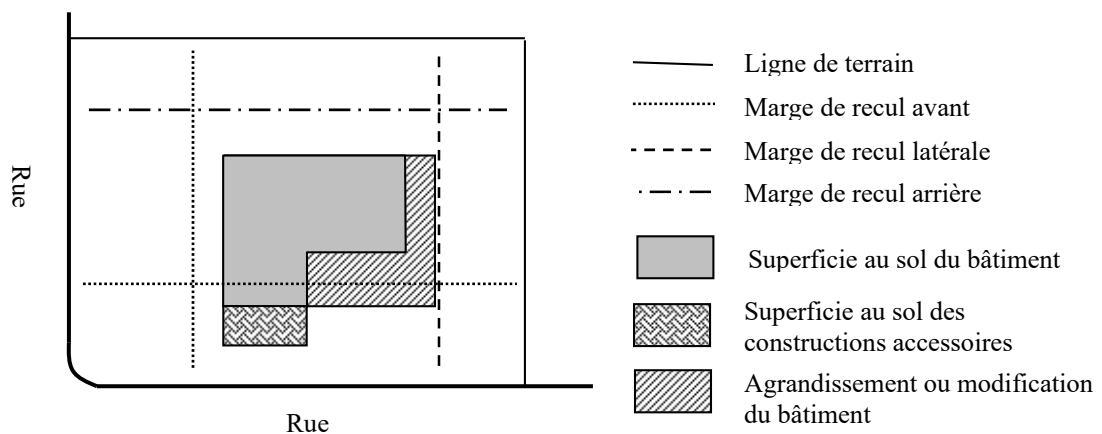 Rue
Rue
Ligne de terrain
Marge de recul avant
Marge de recul latérale
Marge de recul arrière
Superficie au sol du bâtiment
Superficie au sol des
constructions accessoires
Agrandissement ou modification
du bâtiment